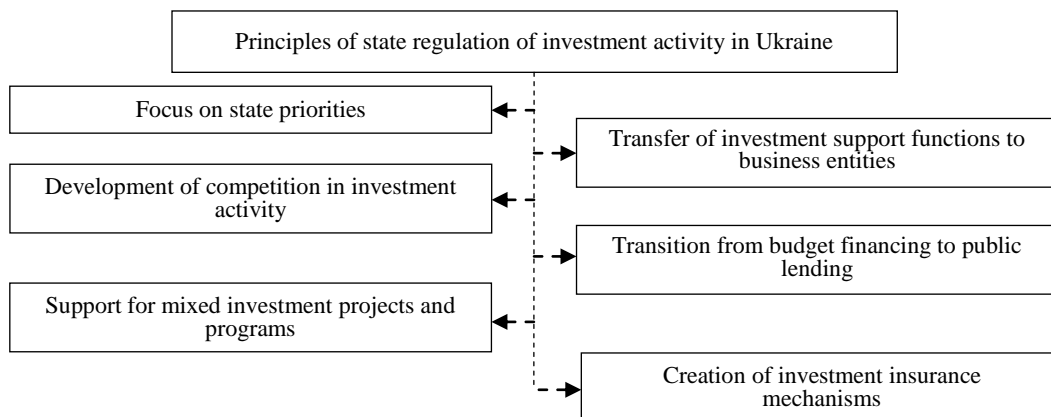 Principles of state regulation of investment activity in Ukraine
Focus on state priorities
Transfer of investment support functions to
business entities
Development of competition in investment
activity
Transition from budget financing to public
lending
Support for mixed investment projects and
programs
Creation of investment insurance
mechanisms